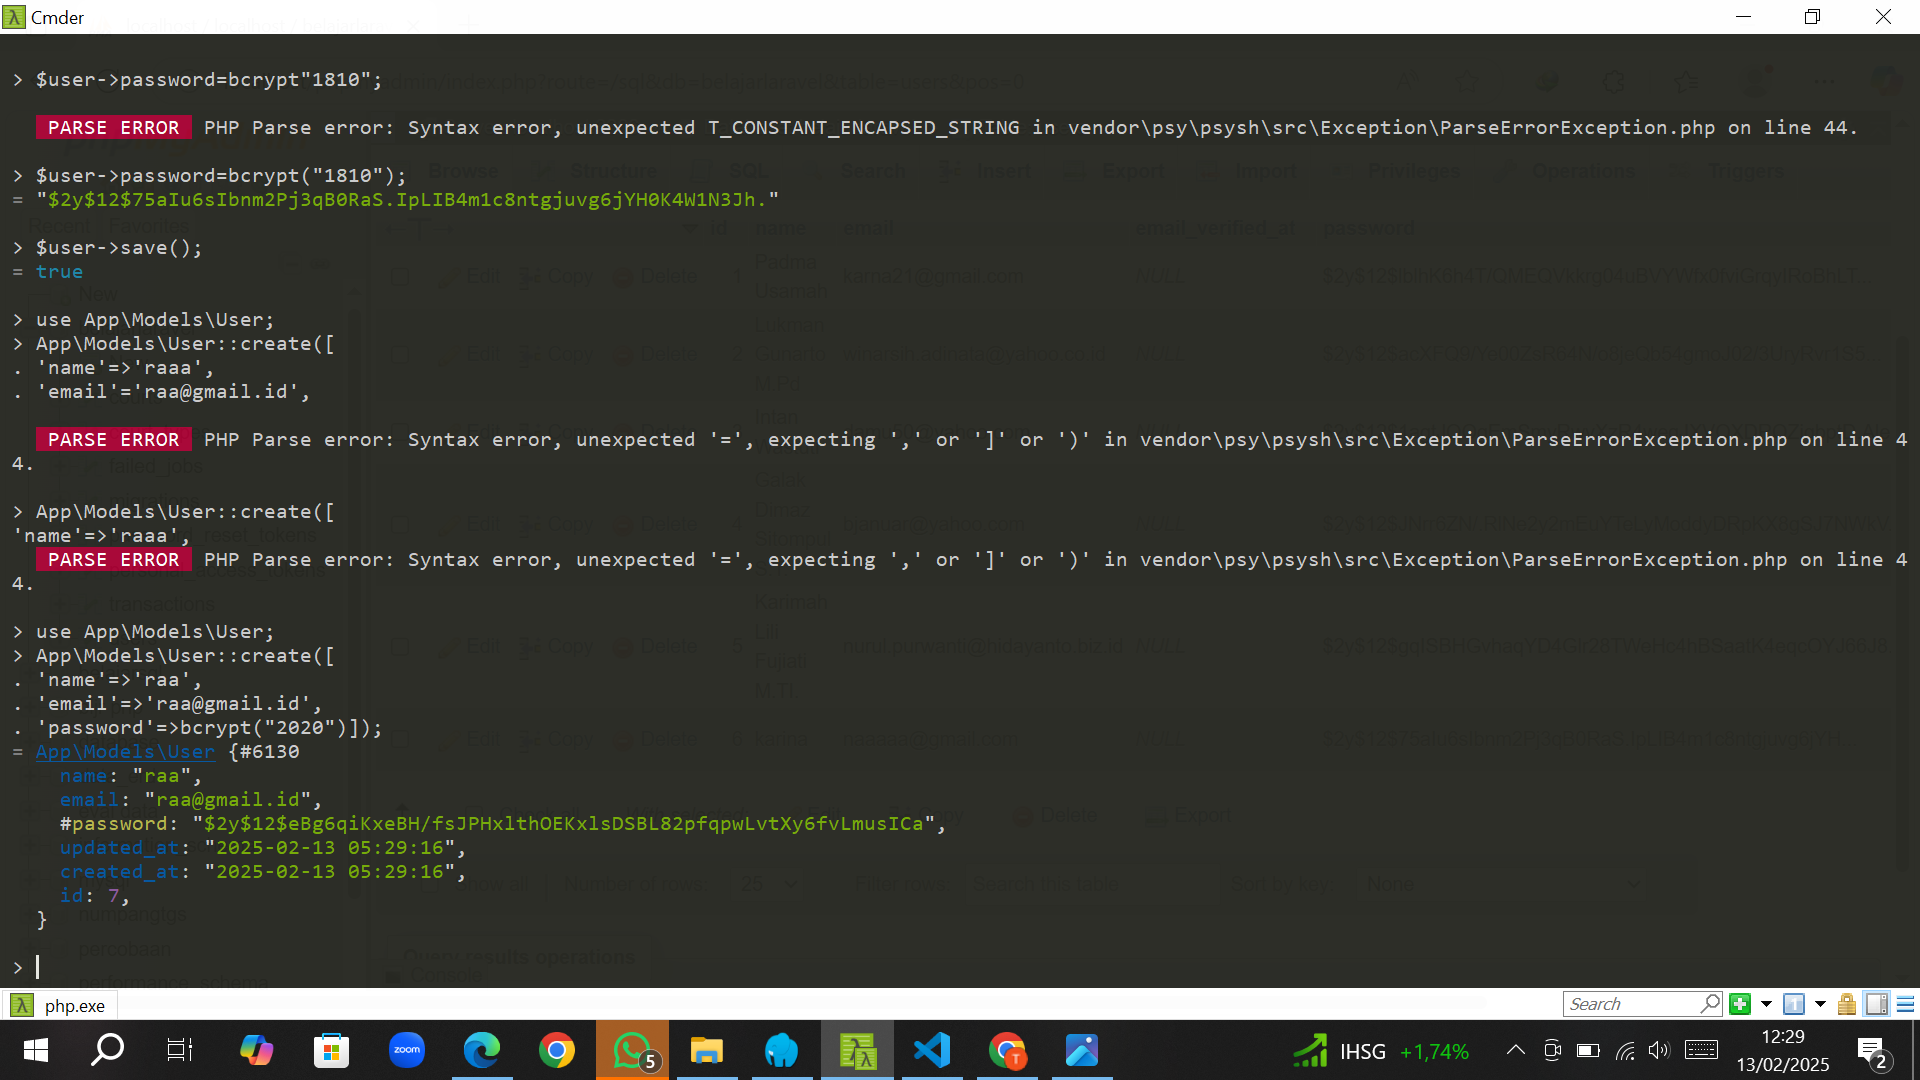 Cmder
> $user->password=bcrypt"1810";
PARSE ERROR PHP Parse error: Syntax error, unexpected T_CONSTANT_ENCAPSED_STRING in vendor\psy\psysh\src\Exception\ParseErrorException.php on line 44.
> $user->password=bcrypt("1810");
= "$2y$12$75aIu6sIbnm2Pj3qB0RaS.IpLIB4m1c8ntgjuvg6jYH0K4W1N3Jh."
> $user->save();
= true
> use App\Models\User;
> App\Models\User::create([
. 'name'=>'raaa',
. 'email'='raa@gmail.id',
PARSE ERROR PHP Parse error: Syntax error, unexpected '=', expecting ',' or ']' or ')' in vendor\psy\psysh\src\Exception\ParseErrorException.php on line 4
4.
> App\Models\User::create([
'name'=>'raaa',
PARSE ERROR PHP Parse error: Syntax error, unexpected '=', expecting ',' or ']' or ')' in vendor\psy\psysh\src\Exception\ParseErrorException.php on line 4
4.
> use App\Models\User;
> App\Models\User::create([
. 'name'=>'raa',
. 'email'=>'raa@gmail.id',
. 'password'=>bcrypt("2020")]);
= App\Models\User {#6130
name: "raa",
email: "raa@gmail.id",
#password: "$2y$12$eBg6qiKxeBH/fsJPHxlthOEKxlsDSBL82pfqpwLvtXy6fvLmusICa",
updated_at: "2025-02-13 05:29:16",
created_at: "2025-02-13 05:29:16",
id: 7,
}
>
php.exe
Search
zoom
5
T
IHSG +1,74%
12:29
13/02/2025
2